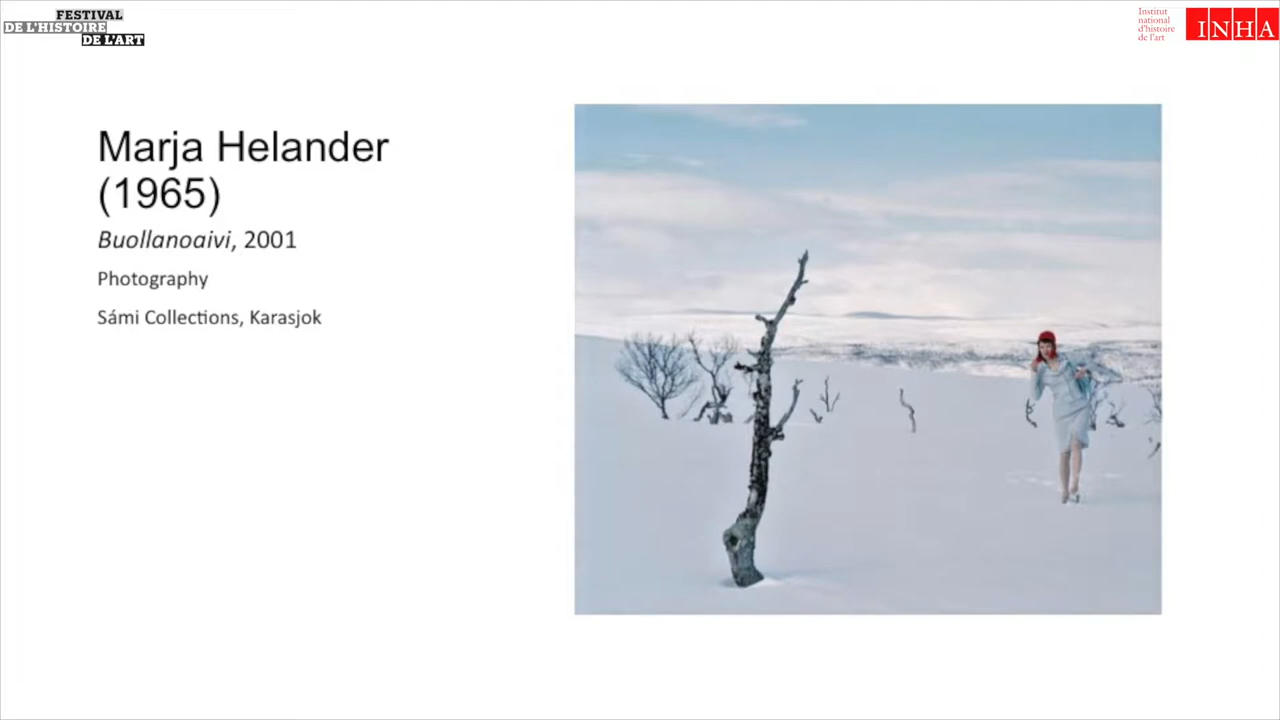 FESTIVAL
DE L'HISTOIRE
DE L'ART
Institut
national
d'histoire
de l'art
INHA
Marja Helander
(1965)
Buollanoaivi, 2001
Photography
Sámi Collections, Karasjok